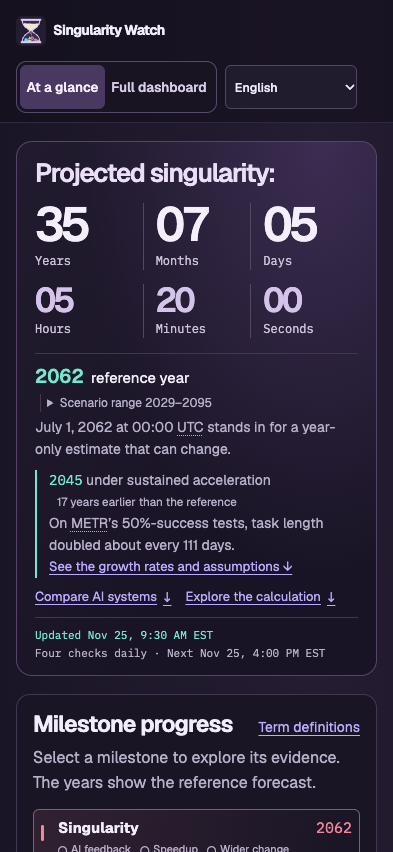 Singularity Watch
At a glance
Full dashboard
English
Projected singularity:
35
Years
07
Months
05
Days
05
Hours
20
Minutes
00
Seconds
2062 reference year
Scenario range 2029–2095
July 1, 2062 at 00:00 UTC stands in for a year-
only estimate that can change.
2045 under sustained acceleration
17 years earlier than the reference
On METR's 50%-success tests, task length
doubled about every 111 days.
See the growth rates and assumptions ↓
Compare AI systems ↓ Explore the calculation ↓
Updated Nov 25, 9:30 AM EST
Four checks daily · Next Nov 25, 4:00 PM EST
Milestone progress
Term definitions
Select a milestone to explore its evidence.
The years show the reference forecast.
Singularity 2062
AI feedback Speedup Wider change